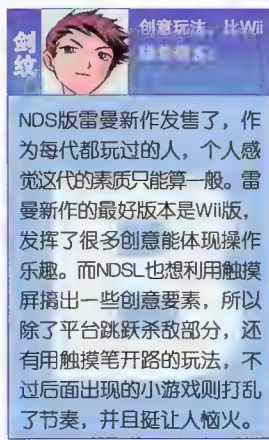 剑纹
创意玩法，比Wii
NDS版雷曼新作发售了，作
为每代都玩过的人，个人感
觉这代的素质只能算一般。雷
曼新作的最好版本是Wii版，
发挥了很多创意能体现操作
乐趣。而NDSL也想利用触摸
屏搞出一些创意要素，所以
除了平台跳跃杀敌部分，还
有用触摸笔开路的玩法，不
过后面出现的小游戏则打乱
了节奏，并且挺让人恼火。